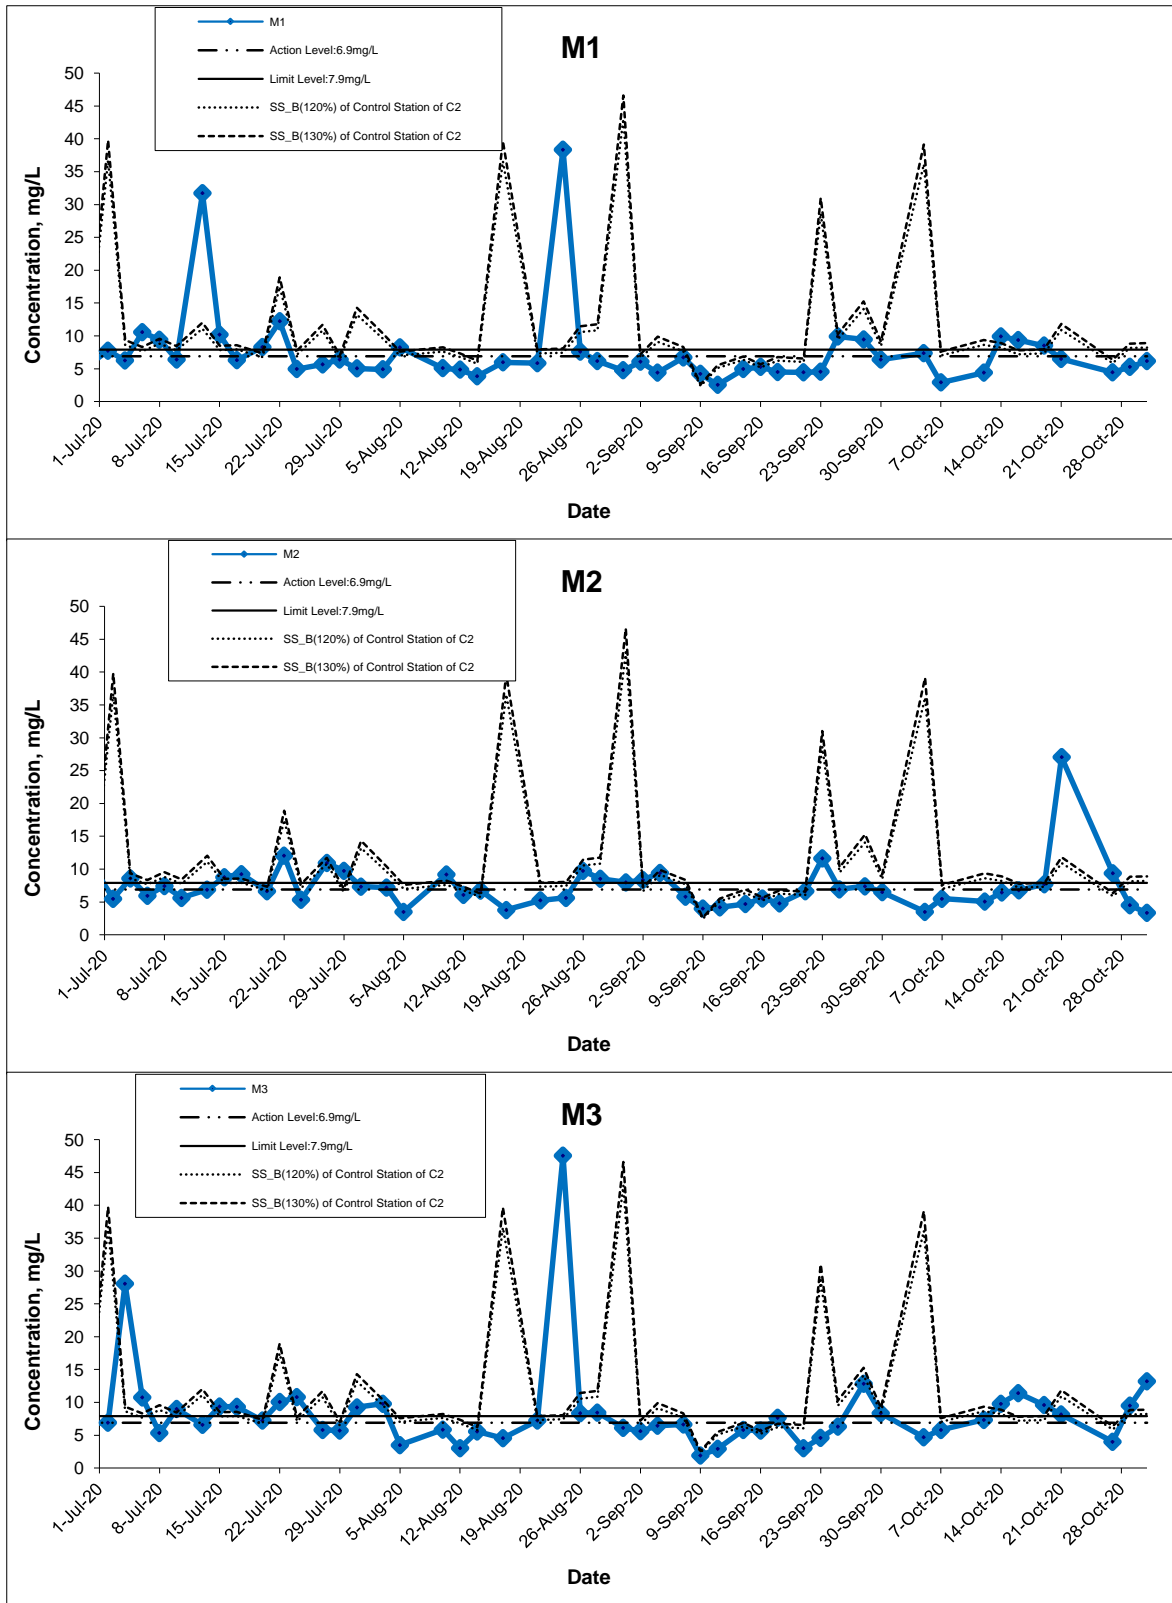 M1
Action Level:6.9mg/L
Limit Level:7.9mg/L
SS_B(120%) of Control Station of C2
SS_B(130%) of Control Station of C2
M1
Concentration, mg/L
50
45
40
35
30
25
20
15
10
5
0
1-Jul-20
8-Jul-20
15-Jul-20
22-Jul-20
29-Jul-20
5-Aug-20
12-Aug-20
19-Aug-20
26-Aug-20
2-Sep-20
9-Sep-20
16-Sep-20
23-Sep-20
30-Sep-20
7-Oct-20
14-Oct-20
21-Oct-20
28-Oct-20
Date
M2
Action Level:6.9mg/L
Limit Level:7.9mg/L
SS_B(120%) of Control Station of C2
SS_B(130%) of Control Station of C2
M2
Concentration, mg/L
50
45
40
35
30
25
20
15
10
5
0
1-Jul-20
8-Jul-20
15-Jul-20
22-Jul-20
29-Jul-20
5-Aug-20
12-Aug-20
19-Aug-20
26-Aug-20
2-Sep-20
9-Sep-20
16-Sep-20
23-Sep-20
30-Sep-20
7-Oct-20
14-Oct-20
21-Oct-20
28-Oct-20
Date
M3
Action Level:6.9mg/L
Limit Level:7.9mg/L
SS_B(120%) of Control Station of C2
SS_B(130%) of Control Station of C2
M3
Concentration, mg/L
50
45
40
35
30
25
20
15
10
5
0
1-Jul-20
8-Jul-20
15-Jul-20
22-Jul-20
29-Jul-20
5-Aug-20
12-Aug-20
19-Aug-20
26-Aug-20
2-Sep-20
9-Sep-20
16-Sep-20
23-Sep-20
30-Sep-20
7-Oct-20
14-Oct-20
21-Oct-20
28-Oct-20
Date